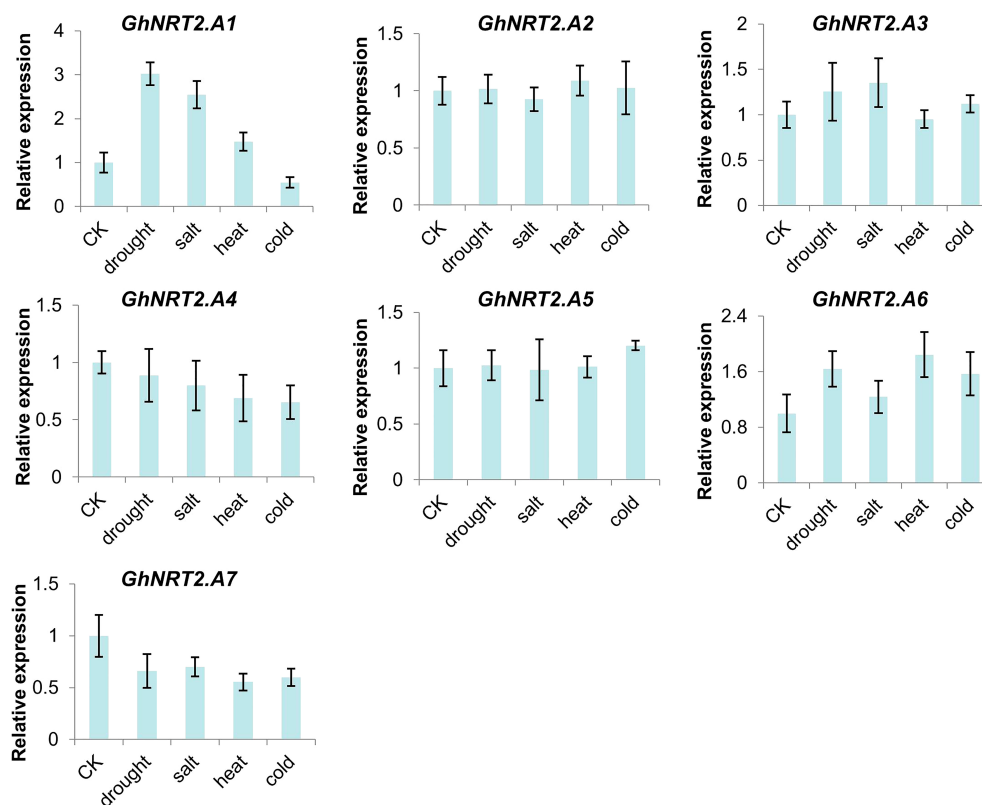 GhNRT2.A1
Relative expression
4
3
2
1
0
CK
drought
salt
heat
cold
GhNRT2.A2
Relative expression
1.5
1
0.5
0
CK
drought
salt
heat
cold
GhNRT2.A3
Relative expression
2
1.5
1
0.5
0
CK
drought
salt
heat
cold
GhNRT2.A4
Relative expression
1.5
1
0.5
0
CK
drought
salt
heat
cold
GhNRT2.A5
Relative expression
1.5
1
0.5
0
CK
drought
salt
heat
cold
GhNRT2.A6
Relative expression
2.4
1.6
0.8
0
CK
drought
salt
heat
cold
GhNRT2.A7
Relative expression
1.5
1
0.5
0
CK
drought
salt
heat
cold